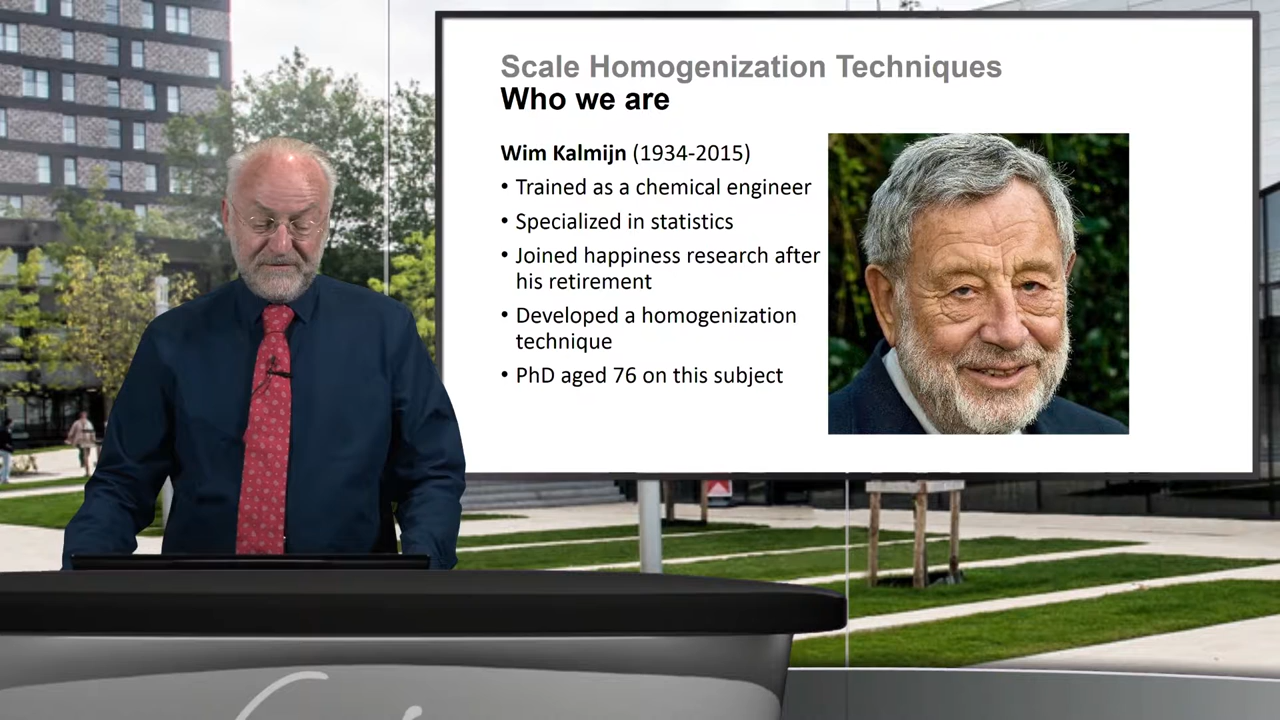 Scale Homogenization Techniques
Who we are
Wim Kalmijn (1934-2015)
• Trained as a chemical engineer
• Specialized in statistics
• Joined happiness research after
his retirement
• Developed a homogenization
technique
• PhD aged 76 on this subject